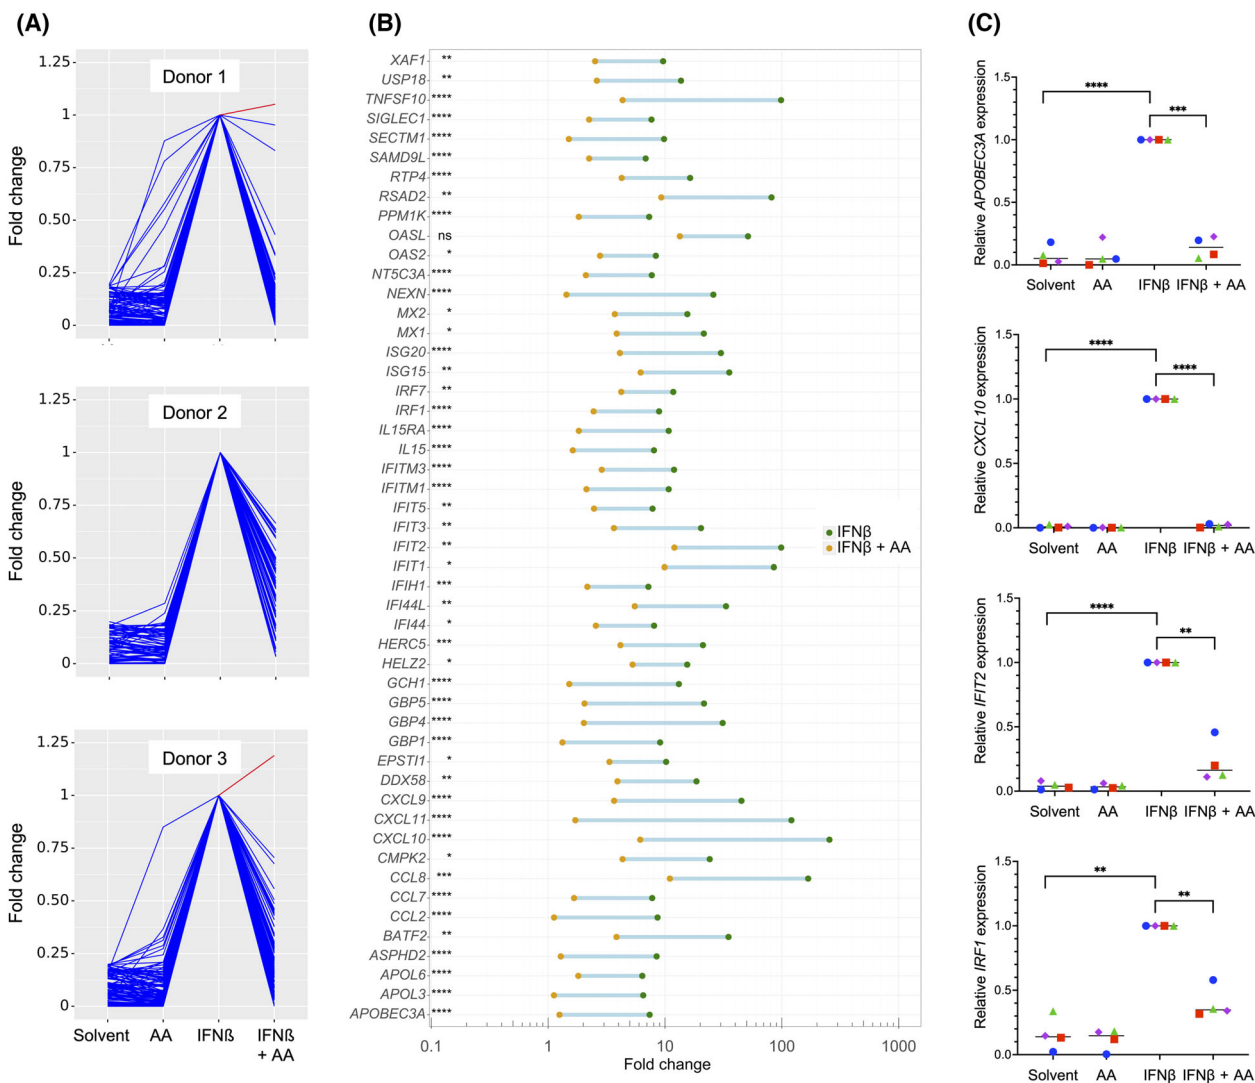 (A)
1.25
1
0.75
0.50
0.25
0
Fold change
Donor 1
1.25
1
0.75
0.50
0.25
0
Fold change
Donor 2
1.25
1
0.75
0.50
0.25
0
Fold change
Donor 3
Solvent AA IFNß IFNß + AA
(B)
XAF1 **
USP18 **
TNFSF10 ****
SIGLEC1 ****
SECTM1 ****
SAMD9L ****
RTP4 ****
RSAD2 **
PPM1K ****
OASL ns
OAS2 *
NT5C3A ****
NEXN ****
MX2 *
MX1 *
ISG20 ****
ISG15 **
IRF7 **
IRF1 ****
IL15RA ****
IL15 ****
IFITM3 ****
IFITM1 ****
IFIT5 **
IFIT3 **
IFIT2 **
IFIT1 *
IFIH1 ***
IFI44L **
IFI44 *
HERC5 ***
HELZ2 *
GCH1 ****
GBP5 ****
GBP4 ****
GBP1 ****
EPSTI1 *
DDX58 **
CXCL9 ****
CXCL11 ****
CXCL10 ****
CMPK2 *
CCL8 ***
CCL7 ****
CCL2 ****
BATF2 **
ASPHD2 ****
APOL6 ****
APOL3 ****
APOBEC3A ****
IFNβ
IFNβ + AA
0.1 1 10 100 1000
Fold change
(C)
Relative APOBEC3A expression
1.5
1.0
0.5
0.0
****
***
Solvent AA IFNβ IFNβ + AA
Relative CXCL10 expression
1.5
1.0
0.5
0.0
****
****
Solvent AA IFNβ IFNβ + AA
Relative IFIT2 expression
1.5
1.0
0.5
0.0
****
**
Solvent AA IFNβ IFNβ + AA
Relative IRF1 expression
1.5
1.0
0.5
0.0
**
**
Solvent AA IFNβ IFNβ + AA